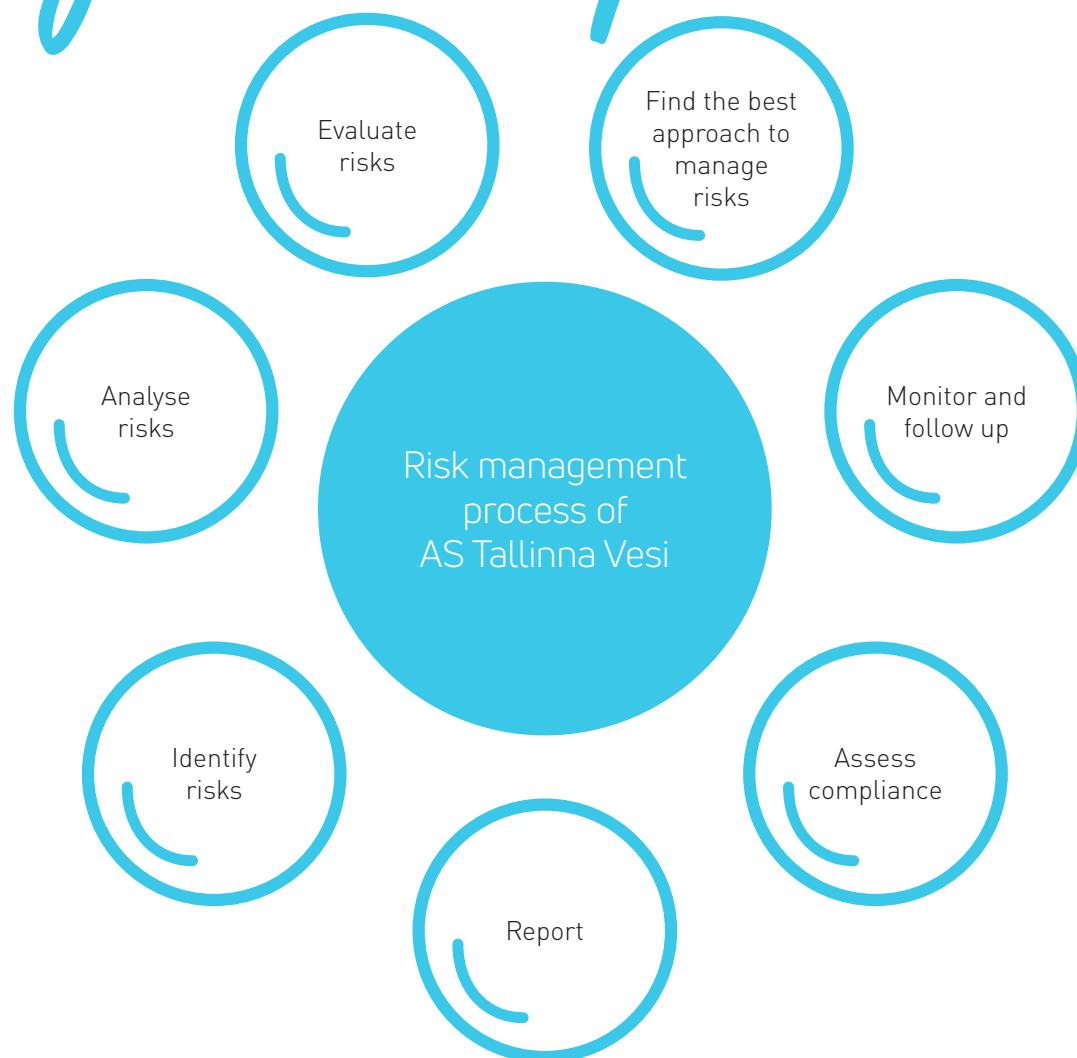 Evaluate
risks
Find the best
approach to
manage
risks
Analyse
risks
Monitor and
follow up
Risk management
process of
AS Tallinna Vesi
Identify
risks
Assess
compliance
Report